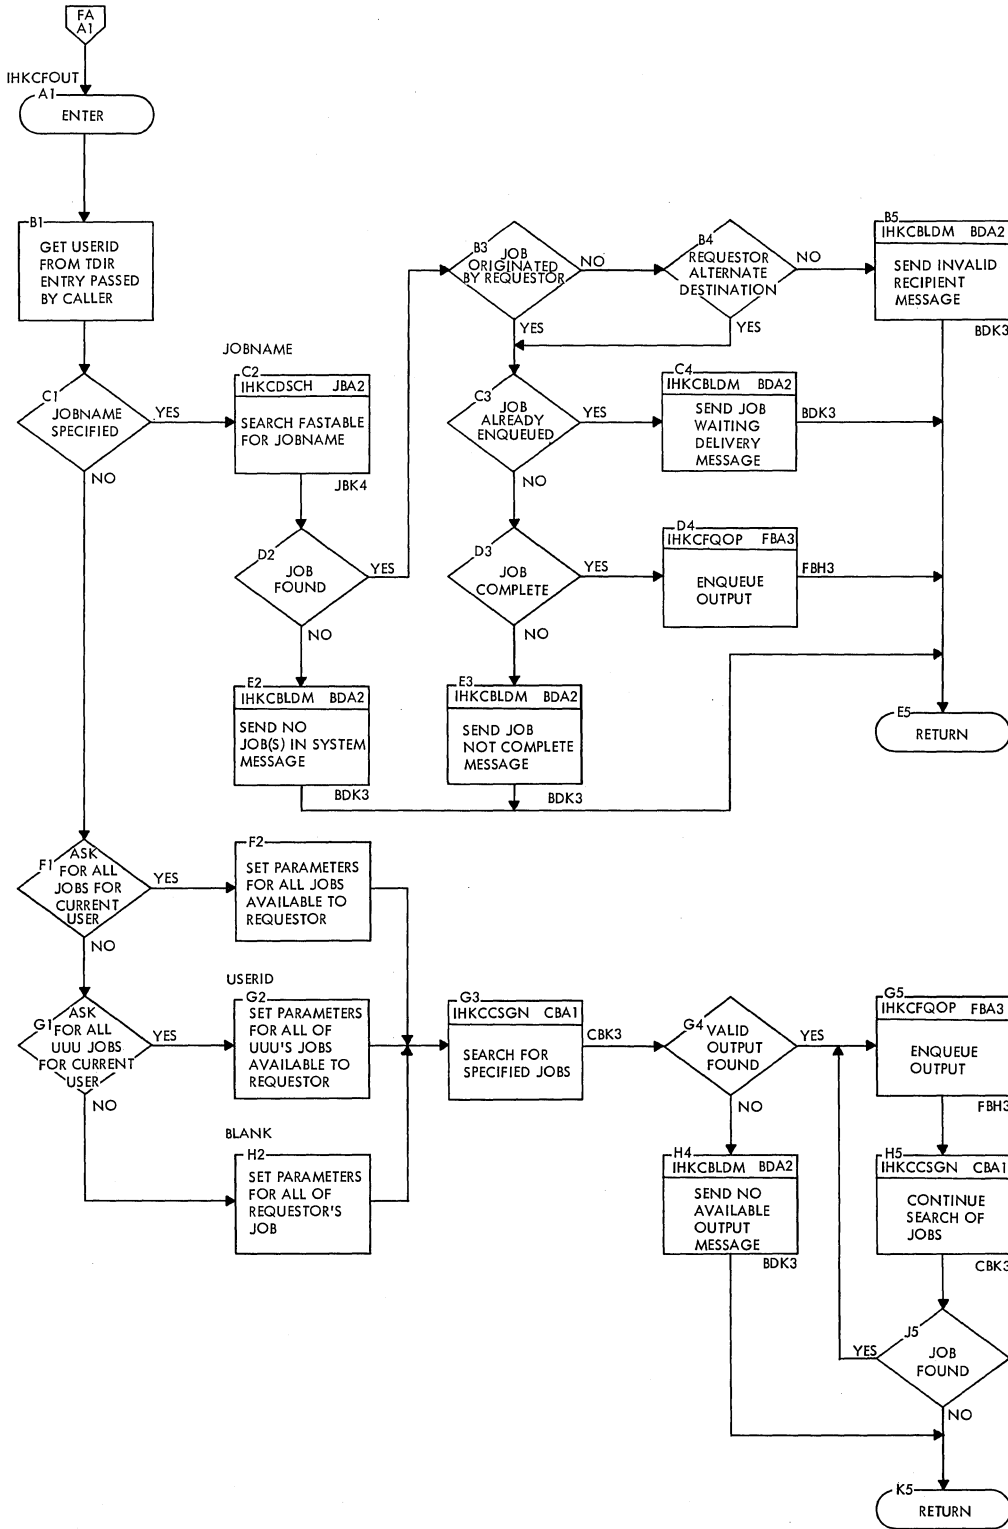 FA
A1
IHKCFOUT
A1
ENTER
B1
GET USERID
FROM TDIR
ENTRY PASSED
BY CALLER
C1
JOBNAME
SPECIFIED
YES
NO
JOBNAME
C2
IHKCDSCH JBA2
SEARCH FASTABLE
FOR JOBNAME
JBK4
D2
JOB
FOUND
YES
NO
E2
IHKCBLDM BDA2
SEND NO
JOB(S) IN SYSTEM
MESSAGE
BDK3
B3
JOB
ORIGINATED
BY REQUESTOR
NO
YES
B4
REQUESTOR
ALTERNATE
DESTINATION
NO
YES
B5
IHKCBLDM BDA2
SEND INVALID
RECIPIENT
MESSAGE
BDK3
C3
JOB
ALREADY
ENQUEUED
YES
NO
C4
IHKCBLDM BDA2
SEND JOB
WAITING
DELIVERY
MESSAGE
BDK3
D3
JOB
COMPLETE
YES
NO
D4
IHKCFQOP FBA3
ENQUEUE
OUTPUT
FBH3
E3
IHKCBLDM BDA2
SEND JOB
NOT COMPLETE
MESSAGE
BDK3
E5
RETURN
F1
ASK
FOR ALL
JOBS FOR
CURRENT
USER
YES
NO
F2
SET PARAMETERS
FOR ALL JOBS
AVAILABLE TO
REQUESTOR
G1
ASK
FOR ALL
UUU JOBS
FOR CURRENT
USER
YES
NO
USERID
G2
SET PARAMETERS
FOR ALL OF
UUU'S JOBS
AVAILABLE TO
REQUESTOR
BLANK
H2
SET PARAMETERS
FOR ALL OF
REQUESTOR'S
JOB
G3
IHKCCSGN CBA1
SEARCH FOR
SPECIFIED JOBS
CBK3
G4
VALID
OUTPUT
FOUND
YES
NO
H4
IHKCBLDM BDA2
SEND NO
AVAILABLE
OUTPUT
MESSAGE
BDK3
G5
IHKCFQOP FBA3
ENQUEUE
OUTPUT
FBH3
H5
IHKCCSGN CBA1
CONTINUE
SEARCH OF
JOBS
CBK3
J5
JOB
FOUND
YES
NO
K5
RETURN